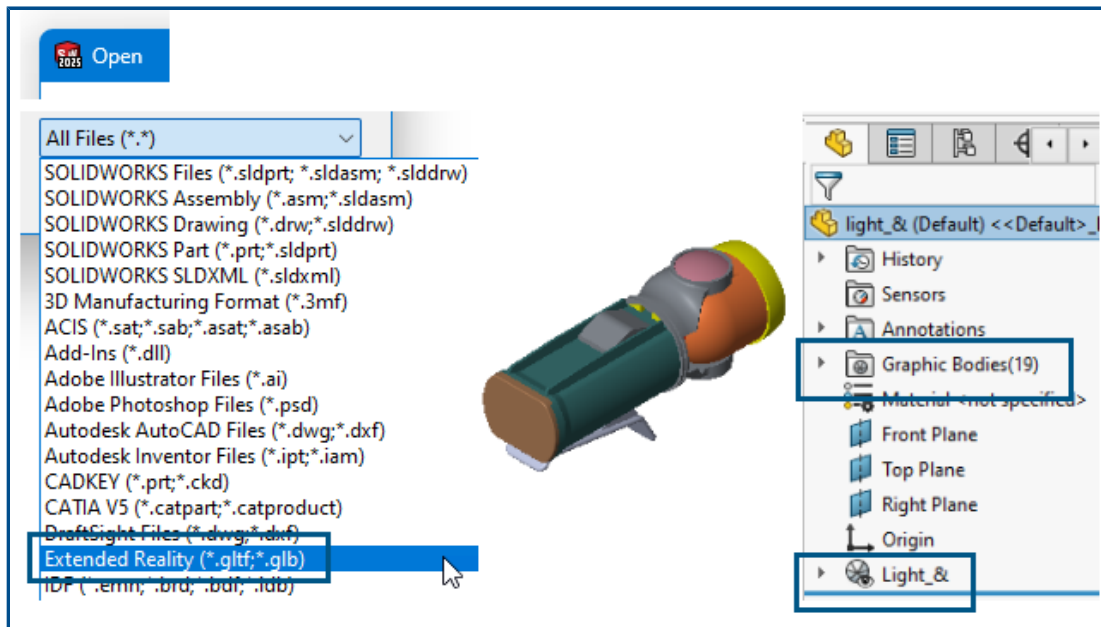 SW
2025
Open
All Files (*.*)
SOLIDWORKS Files (*.sldprt; *.sldasm; *.slddrw)
SOLIDWORKS Assembly (*.asm;*.sldasm)
SOLIDWORKS Drawing (*.drw;*.slddrw)
SOLIDWORKS Part (*.prt;*.sldprt)
SOLIDWORKS SLDXML (*.sldxml)
3D Manufacturing Format (*.3mf)
ACIS (*.sat;*.sab;*.asat;*.asab)
Add-Ins (*.dll)
Adobe Illustrator Files (*.ai)
Adobe Photoshop Files (*.psd)
Autodesk AutoCAD Files (*.dwg;*.dxf)
Autodesk Inventor Files (*.ipt;*.iam)
CADKEY (*.prt;*.ckd)
CATIA V5 (*.catpart;*.catproduct)
DraftSight Files (*.dwg;*.dxf)
Extended Reality (*.gltf;*.glb)
IDF (*.emn;*.brd;*.bdf;*.idb)
light_& (Default) <<Default>_
History
Sensors
Annotations
Graphic Bodies(19)
Material <not specified>
Front Plane
Top Plane
Right Plane
Origin
Light_&